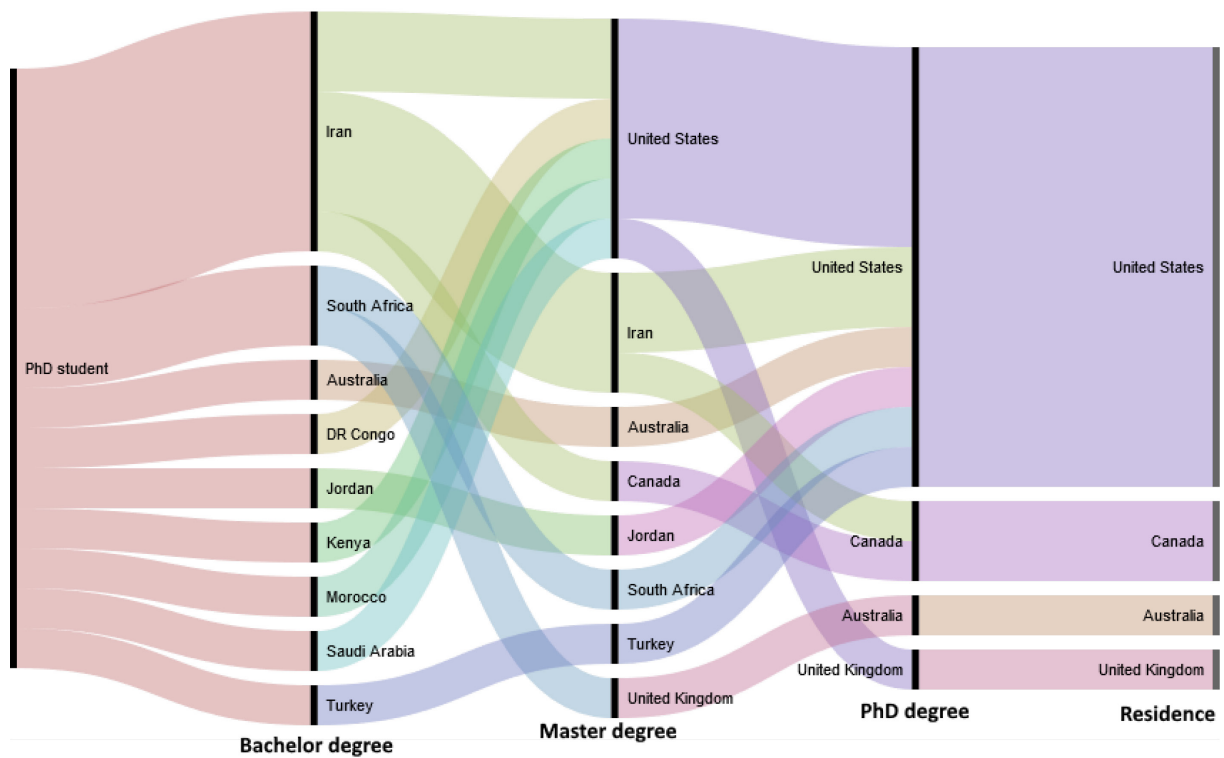 PhD student
Iran
South Africa
Australia
DR Congo
Jordan
Kenya
Morocco
Saudi Arabia
Turkey
Bachelor degree
United States
Iran
Australia
Canada
Jordan
South Africa
Turkey
United Kingdom
Master degree
United States
Canada
Australia
United Kingdom
PhD degree
United States
Canada
Australia
United Kingdom
Residence